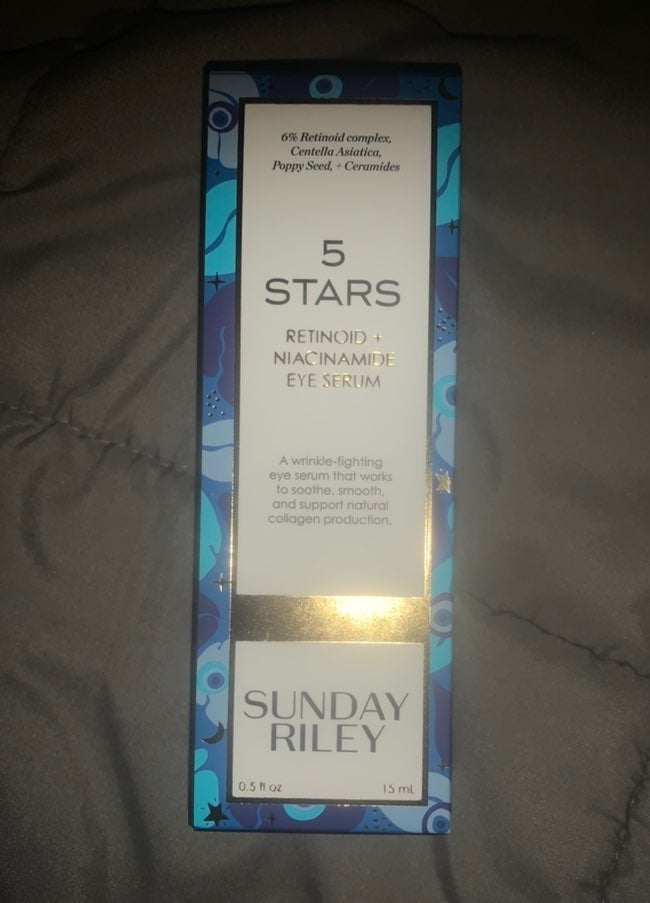 6% Retinoid complex,
Centella Asiatica,
Poppy Seed, + Ceramides
5
STARS
RETINOID +
NIACINAMIDE
EYE SERUM
A wrinkle-fighting
eye serum that works
to soothe, smooth,
and support natural
collagen production.
SUNDAY
RILEY
0.5 fl oz 15 mL